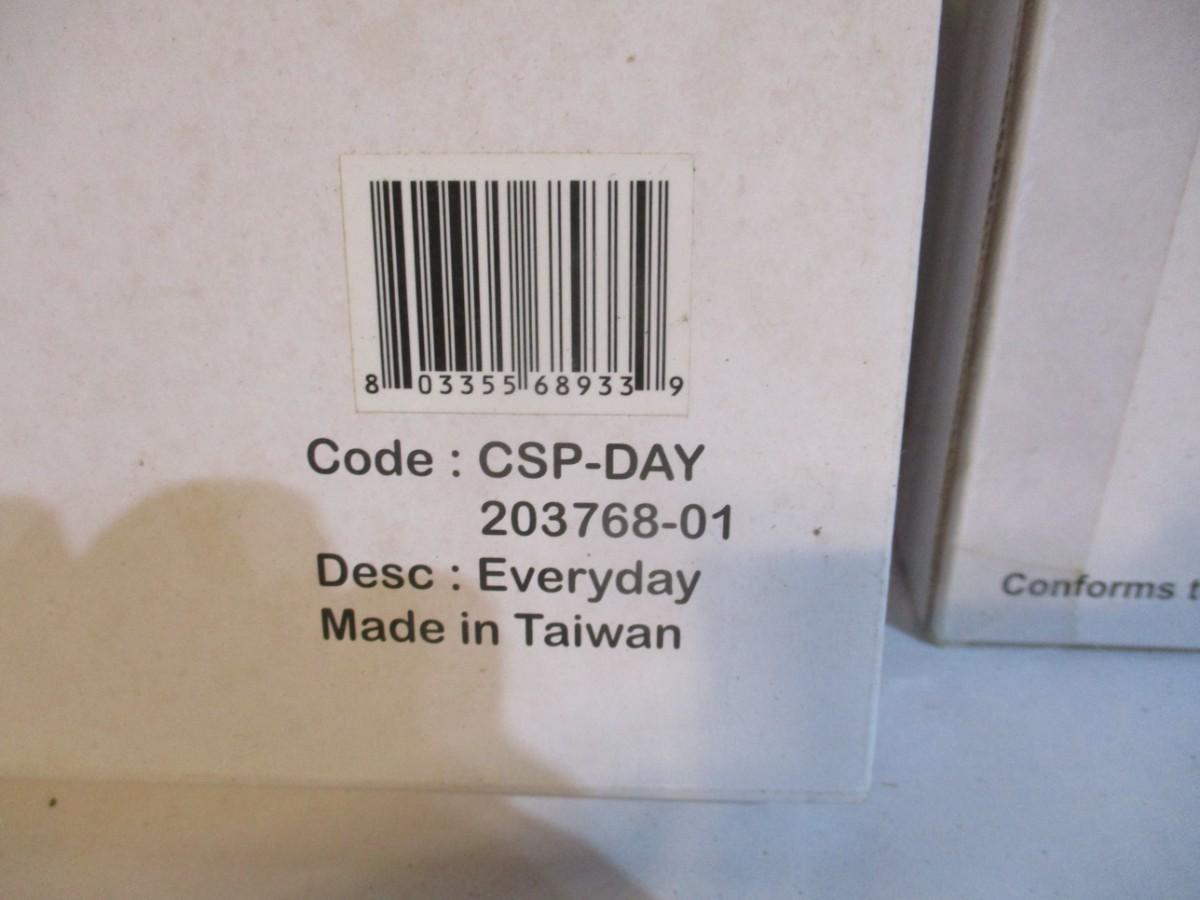 8 03355 68933 9
Code : CSP-DAY
203768-01
Desc : Everyday
Made in Taiwan
Conforms t